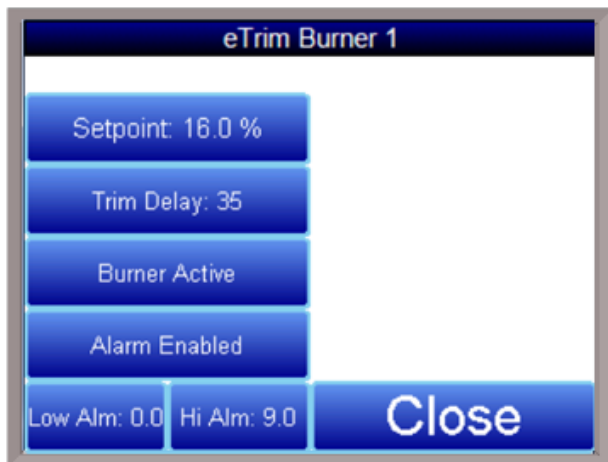 eTrim Burner 1
Setpoint: 16.0 %
Trim Delay: 35
Burner Active
Alarm Enabled
Low Alm: 0.0 Hi Alm: 9.0 Close